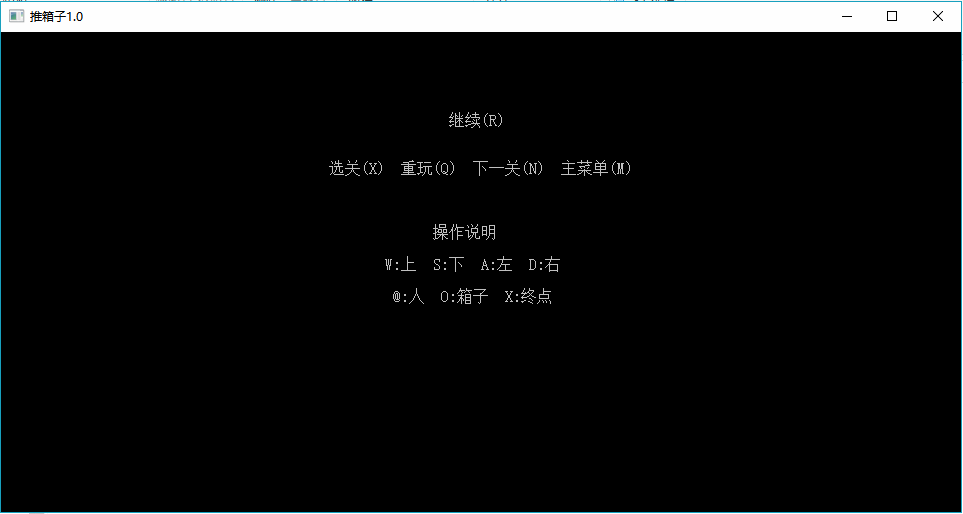 推箱子1.0
继续(R)
选关(X) 重玩(Q) 下一关(N) 主菜单(M)
操作说明
W:上 S:下 A:左 D:右
@:人 O:箱子 X:终点